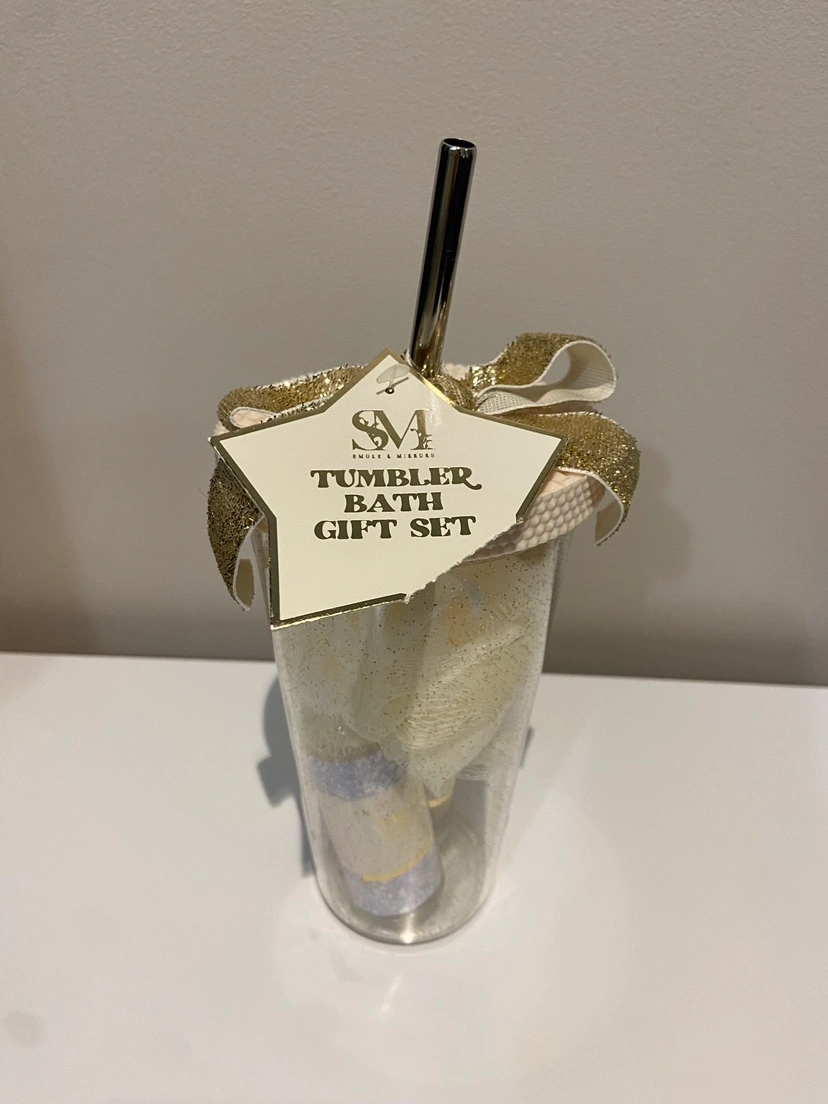 SM
SMOKE & MIRRORS
TUMBLER
BATH
GIFT SET